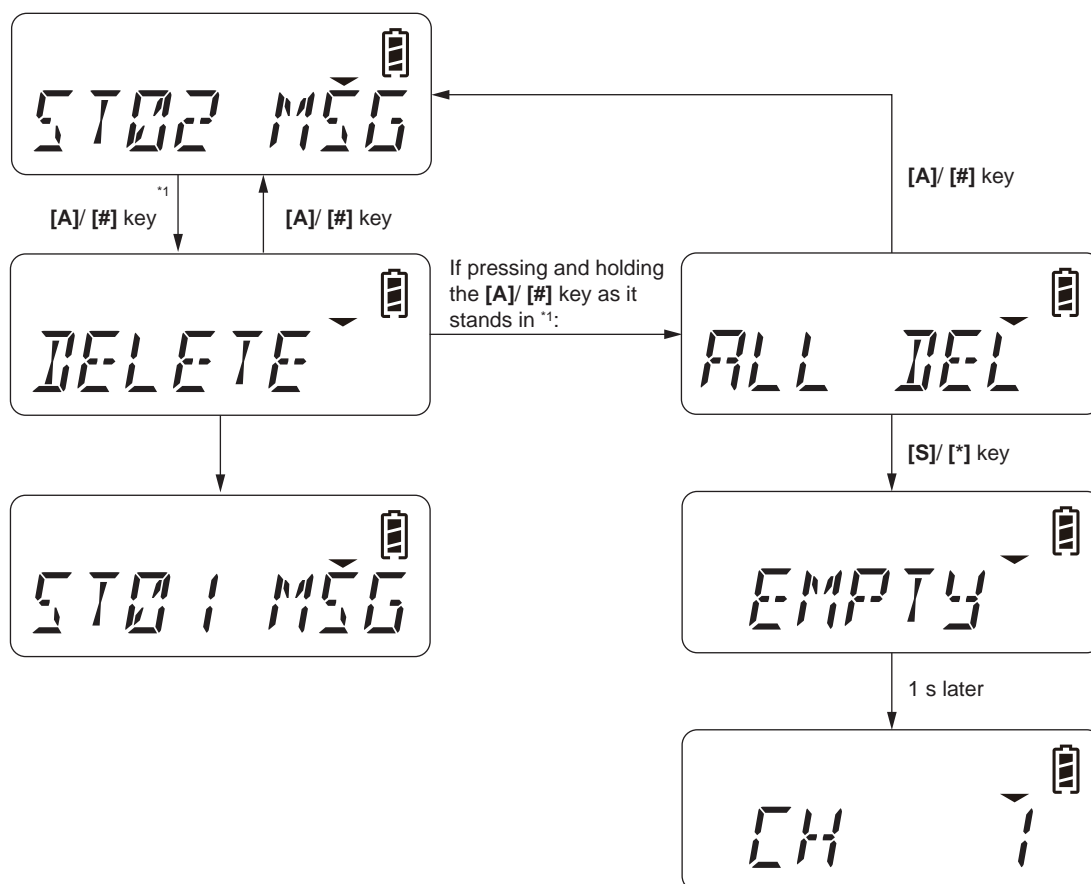 ST02 MSG
*1
[A]/ [#] key
[A]/ [#] key
[A]/ [#] key
DELETE
If pressing and holding
the [A]/ [#] key as it
stands in *1:
ALL DEL
[S]/ [*] key
ST01 MSG
EMPTY
1 s later
CH 1